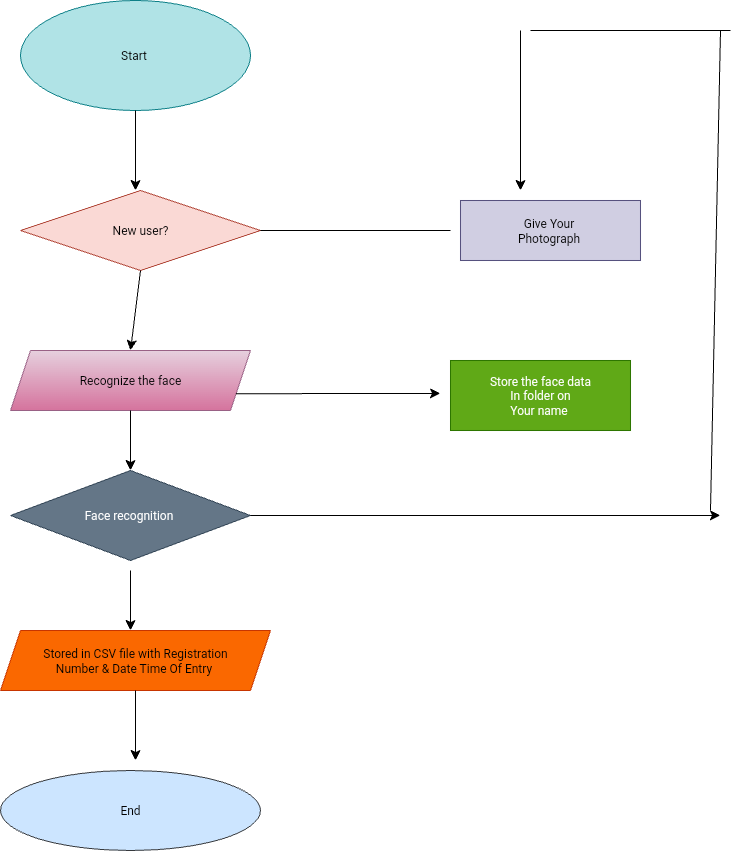 Start
New user?
Give Your
Photograph
Recognize the face
Store the face data
In folder on
Your name
Face recognition
Stored in CSV file with Registration
Number & Date Time Of Entry
End